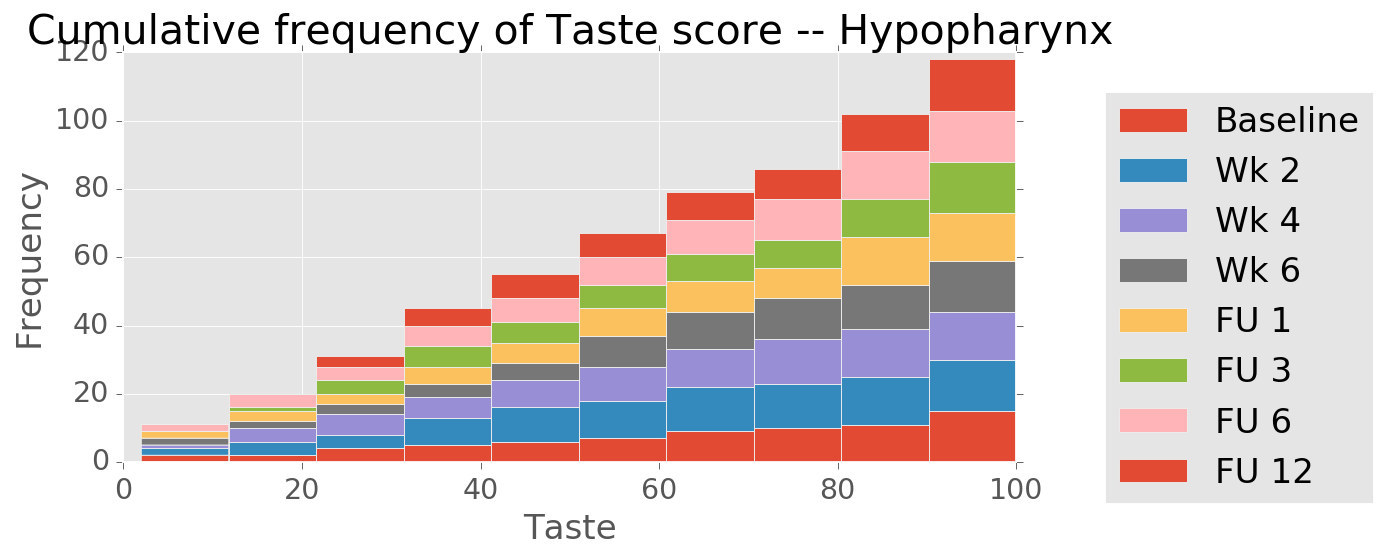 Cumulative frequency of Taste score -- Hypopharynx
120
100
80
60
40
20
0
Frequency
0 20 40 60 80 100
Taste
Baseline
Wk 2
Wk 4
Wk 6
FU 1
FU 3
FU 6
FU 12